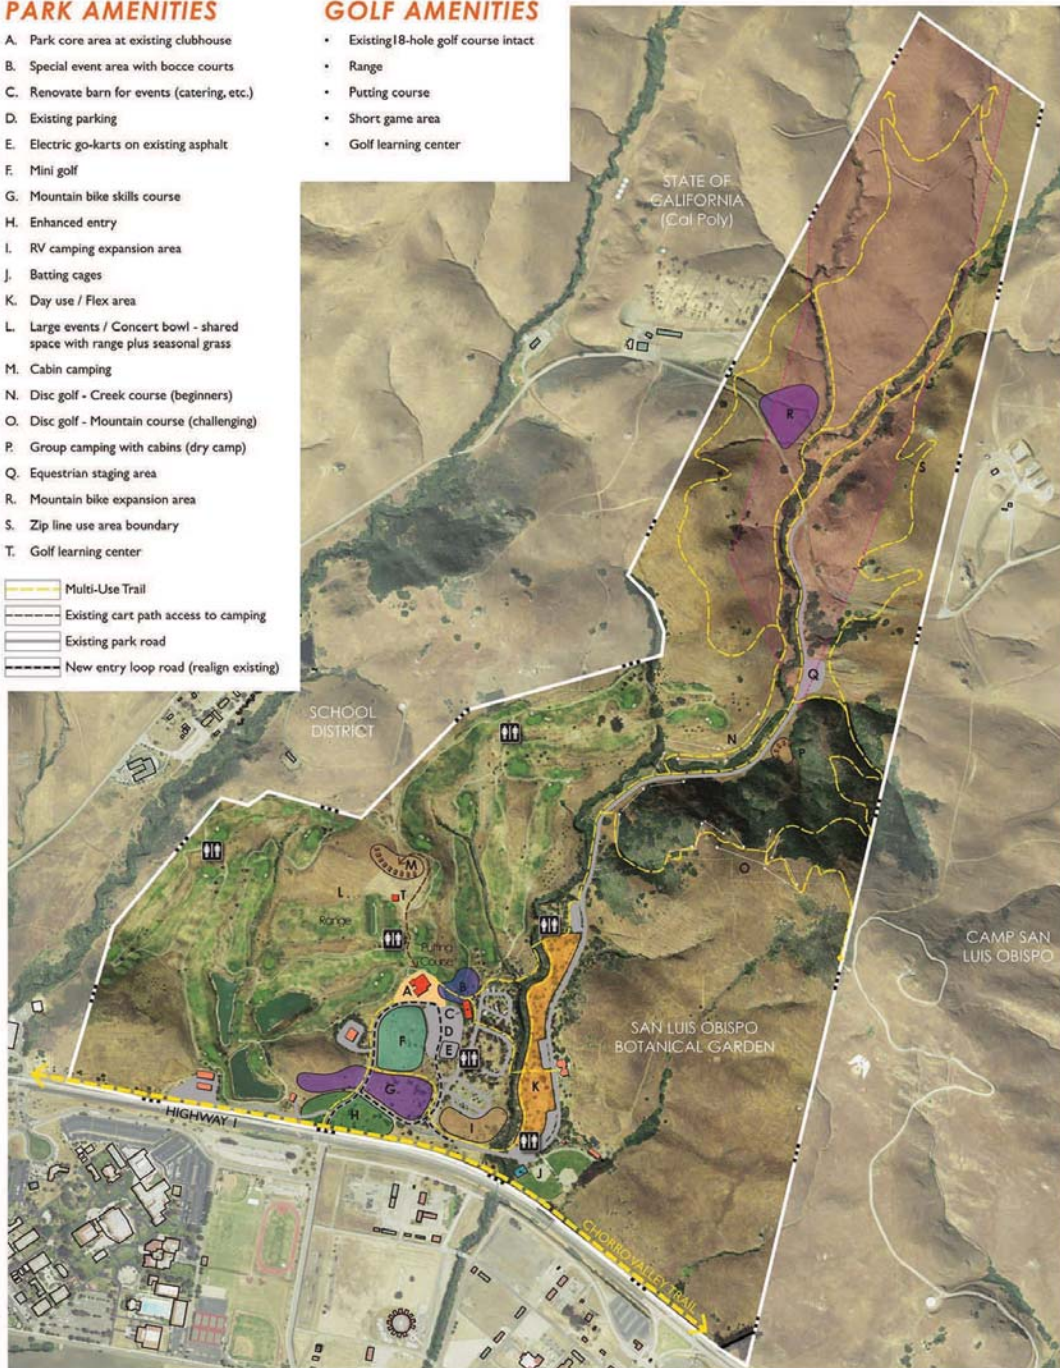 PARK AMENITIES
A. Park core area at existing clubhouse
B. Special event area with bocce courts
C. Renovate barn for events (catering, etc.)
D. Existing parking
E. Electric go-karts on existing asphalt
F. Mini golf
G. Mountain bike skills course
H. Enhanced entry
I. RV camping expansion area
J. Batting cages
K. Day use / Flex area
L. Large events / Concert bowl - shared
space with range plus seasonal grass
M. Cabin camping
N. Disc golf - Creek course (beginners)
O. Disc golf - Mountain course (challenging)
P. Group camping with cabins (dry camp)
Q. Equestrian staging area
R. Mountain bike expansion area
S. Zip line use area boundary
T. Golf learning center
Multi-Use Trail
Existing cart path access to camping
Existing park road
New entry loop road (realign existing)
GOLF AMENITIES
• Existing18-hole golf course intact
• Range
• Putting course
• Short game area
• Golf learning center
STATE OF
CALIFORNIA
(Cal Poly)
R
S
Q
SCHOOL
DISTRICT
N
P
M
O
L
T
Range
Putting
Course
CAMP SAN
LUIS OBISPO
A
B
C
D
E
F
SAN LUIS OBISPO
BOTANICAL GARDEN
K
G
H
I
HIGHWAY 1
J
CHORRO VALLEY TRAIL